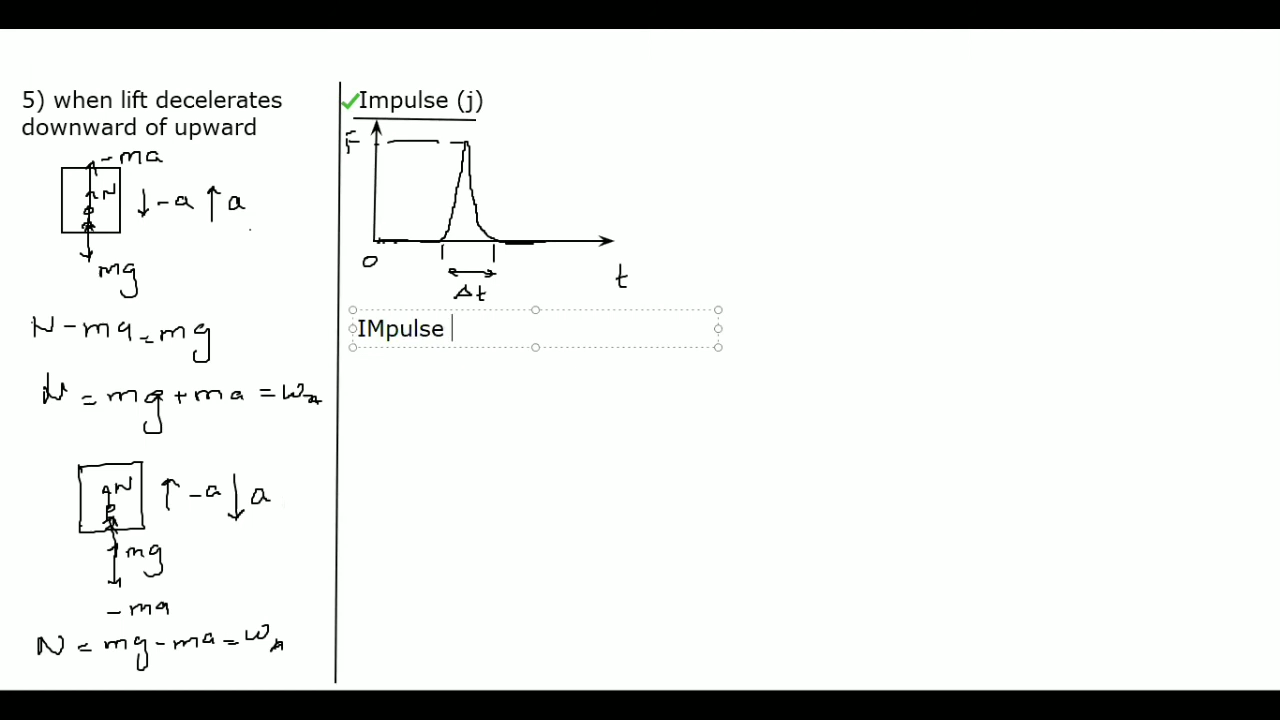 5) when lift decelerates
downward of upward
-ma
N
↓ -a ↑ a
mg
N - ma = mg
N = mg + ma = WA
N
↑ -a ↓ a
mg
-ma
N = mg - ma = WA
✓Impulse (j)
F
O
t
Δt
IMpulse